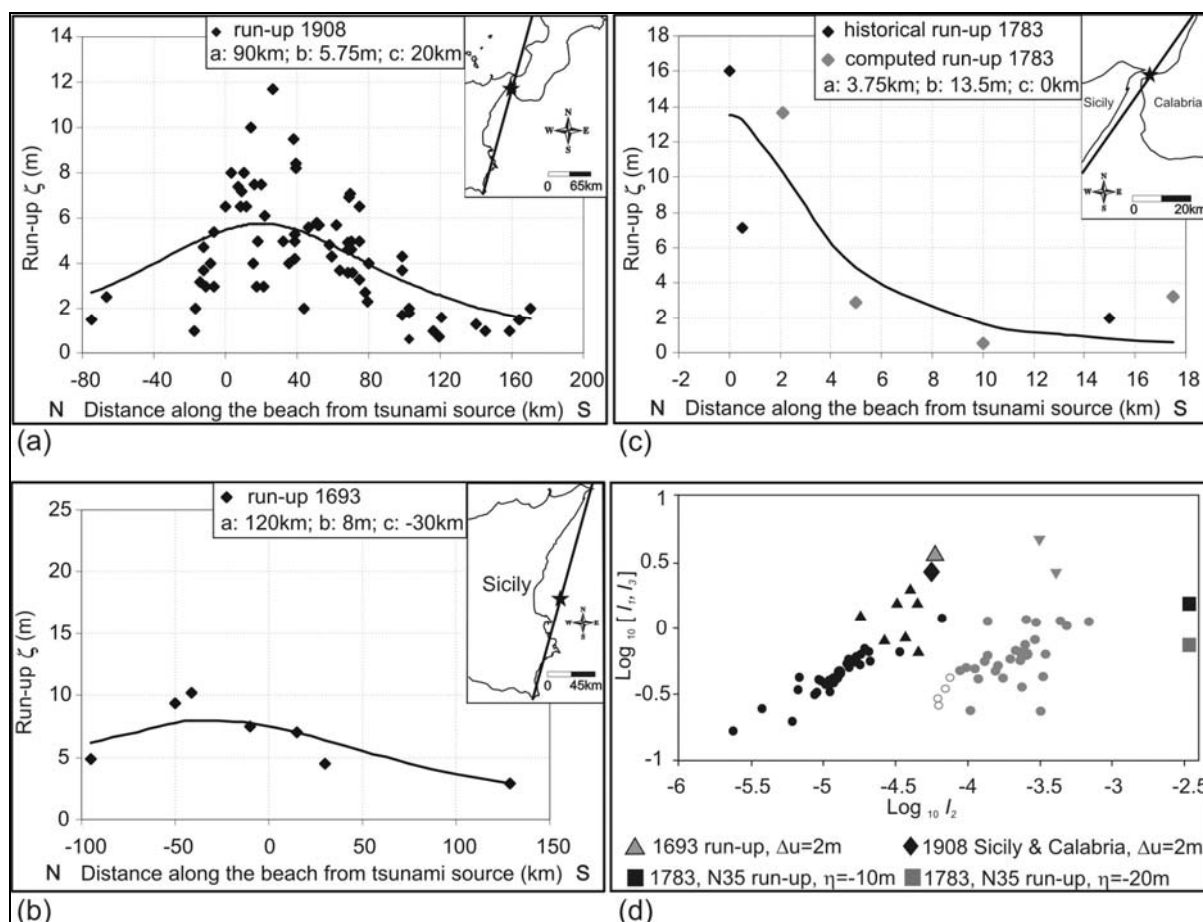 run-up 1908
a: 90km; b: 5.75m; c: 20km
14
12
10
8
6
4
2
0
Run-up ζ (m)
-80 -40 0 40 80 120 160 200
N Distance along the beach from tsunami source (km) S
N
W E
S
0 65km
(a)
historical run-up 1783
computed run-up 1783
a: 3.75km; b: 13.5m; c: 0km
18
16
14
12
10
8
6
4
2
0
Run-up ζ (m)
-2 0 2 4 6 8 10 12 14 16 18
N Distance along the beach from tsunami source (km) S
Sicily Calabria
N
W E
S
0 20km
(c)
run-up 1693
a: 120km; b: 8m; c: -30km
25
20
15
10
5
0
Run-up ζ (m)
-100 -50 0 50 100 150
N Distance along the beach from tsunami source (km) S
Sicily
N
W E
S
0 45km
(b)
1
0.5
0
-0.5
-1
Log 10 [ I1, I3 ]
-6 -5.5 -5 -4.5 -4 -3.5 -3 -2.5
Log 10 I2
1693 run-up, Δu=2m
1908 Sicily & Calabria, Δu=2m
1783, N35 run-up, η=-10m
1783, N35 run-up, η=-20m
(d)